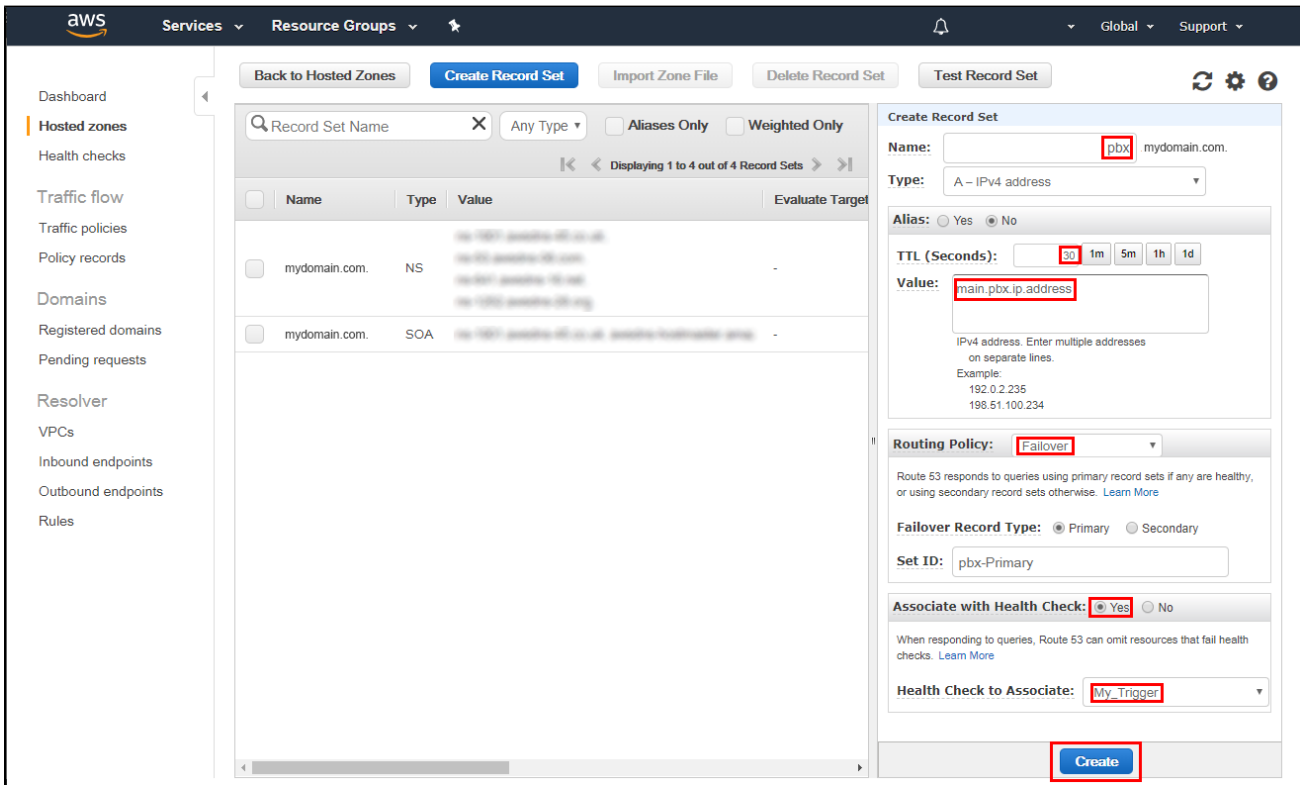 aws
Services
Resource Groups
Global
Support
Dashboard
Hosted zones
Health checks
Traffic flow
Traffic policies
Policy records
Domains
Registered domains
Pending requests
Resolver
VPCs
Inbound endpoints
Outbound endpoints
Rules
Back to Hosted Zones
Create Record Set
Import Zone File
Delete Record Set
Test Record Set
Record Set Name
X
Any Type
Aliases Only
Weighted Only
Displaying 1 to 4 out of 4 Record Sets
Name Type Value Evaluate Target
mydomain.com. NS -
mydomain.com. SOA -
Create Record Set
Name: pbx mydomain.com.
Type: A – IPv4 address
Alias: Yes No
TTL (Seconds): 30 1m 5m 1h 1d
Value: main.pbx.ip.address
IPv4 address. Enter multiple addresses
on separate lines.
Example:
192.0.2.235
198.51.100.234
Routing Policy: Failover
Route 53 responds to queries using primary record sets if any are healthy,
or using secondary record sets otherwise. Learn More
Failover Record Type: Primary Secondary
Set ID: pbx-Primary
Associate with Health Check: Yes No
When responding to queries, Route 53 can omit resources that fail health
checks. Learn More
Health Check to Associate: My_Trigger
Create